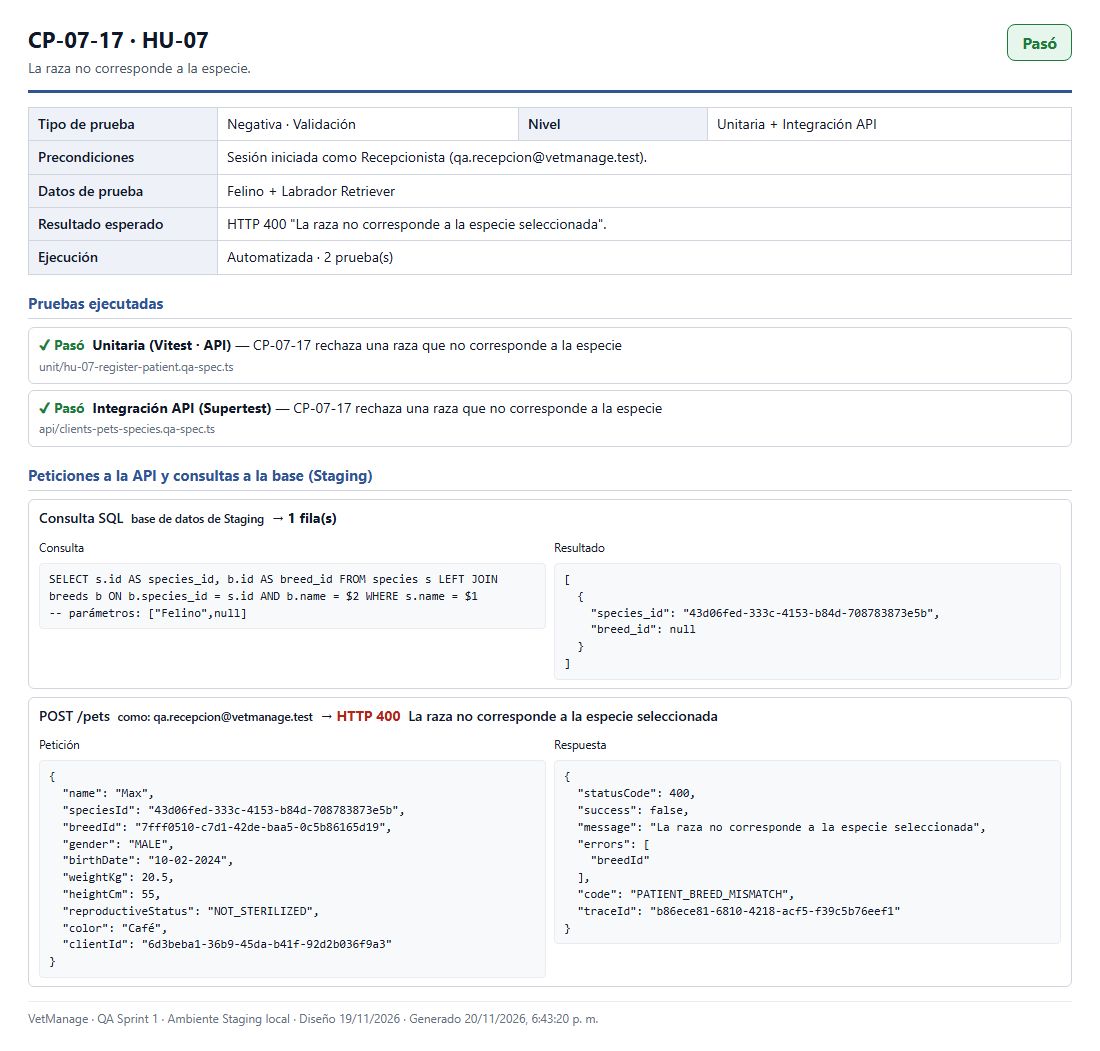 CP-07-17 · HU-07
Pasó
La raza no corresponde a la especie.
Tipo de prueba Negativa · Validación Nivel Unitaria + Integración API
Precondiciones Sesión iniciada como Recepcionista (qa.recepcion@vetmanage.test).
Datos de prueba Felino + Labrador Retriever
Resultado esperado HTTP 400 "La raza no corresponde a la especie seleccionada".
Ejecución Automatizada · 2 prueba(s)
Pruebas ejecutadas
✓ Pasó Unitaria (Vitest · API) — CP-07-17 rechaza una raza que no corresponde a la especie
unit/hu-07-register-patient.qa-spec.ts
✓ Pasó Integración API (Supertest) — CP-07-17 rechaza una raza que no corresponde a la especie
api/clients-pets-species.qa-spec.ts
Peticiones a la API y consultas a la base (Staging)
Consulta SQL base de datos de Staging → 1 fila(s)
Consulta
SELECT s.id AS species_id, b.id AS breed_id FROM species s LEFT JOIN
breeds b ON b.species_id = s.id AND b.name = $2 WHERE s.name = $1
-- parámetros: ["Felino",null]
Resultado
[
{
"species_id": "43d06fed-333c-4153-b84d-708783873e5b",
"breed_id": null
}
]
POST /pets como: qa.recepcion@vetmanage.test → HTTP 400 La raza no corresponde a la especie seleccionada
Petición
{
"name": "Max",
"speciesId": "43d06fed-333c-4153-b84d-708783873e5b",
"breedId": "7fff0510-c7d1-42de-baa5-0c5b86165d19",
"gender": "MALE",
"birthDate": "10-02-2024",
"weightKg": 20.5,
"heightCm": 55,
"reproductiveStatus": "NOT_STERILIZED",
"color": "Café",
"clientId": "6d3beba1-36b9-45da-b41f-92d2b036f9a3"
}
Respuesta
{
"statusCode": 400,
"success": false,
"message": "La raza no corresponde a la especie seleccionada",
"errors": [
"breedId"
],
"code": "PATIENT_BREED_MISMATCH",
"traceId": "b86ece81-6810-4218-acf5-f39c5b76eef1"
}
VetManage · QA Sprint 1 · Ambiente Staging local · Diseño 19/11/2026 · Generado 20/11/2026, 6:43:20 p. m.